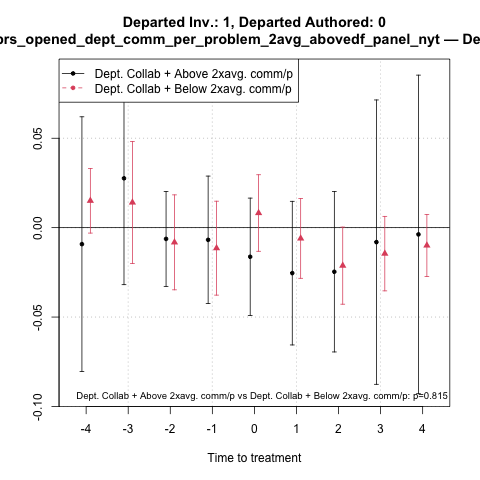 Departed Inv.: 1, Departed Authored: 0
prs_opened_dept_comm_per_problem_2avg_abovedf_panel_nyt — De
Dept. Collab + Above 2xavg. comm/p
Dept. Collab + Below 2xavg. comm/p
0.05
0.00
-0.05
-0.10
Dept. Collab + Above 2xavg. comm/p vs Dept. Collab + Below 2xavg. comm/p: p=0.815
-4 -3 -2 -1 0 1 2 3 4
Time to treatment